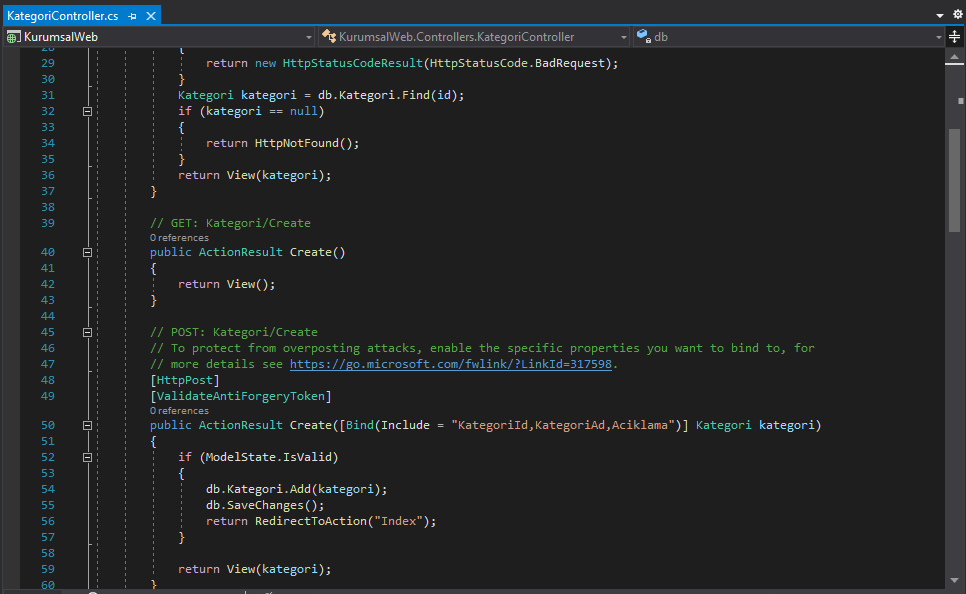 KategoriController.cs
KurumsalWeb KurumsalWeb.Controllers.KategoriController db
28 {
29 return new HttpStatusCodeResult(HttpStatusCode.BadRequest);
30 }
31 Kategori kategori = db.Kategori.Find(id);
32 if (kategori == null)
33 {
34 return HttpNotFound();
35 }
36 return View(kategori);
37 }
38
39 // GET: Kategori/Create
0 references
40 public ActionResult Create()
41 {
42 return View();
43 }
44
45 // POST: Kategori/Create
46 // To protect from overposting attacks, enable the specific properties you want to bind to, for
47 // more details see https://go.microsoft.com/fwlink/?LinkId=317598.
48 [HttpPost]
49 [ValidateAntiForgeryToken]
0 references
50 public ActionResult Create([Bind(Include = "KategoriId,KategoriAd,Aciklama")] Kategori kategori)
51 {
52 if (ModelState.IsValid)
53 {
54 db.Kategori.Add(kategori);
55 db.SaveChanges();
56 return RedirectToAction("Index");
57 }
58
59 return View(kategori);
60 }